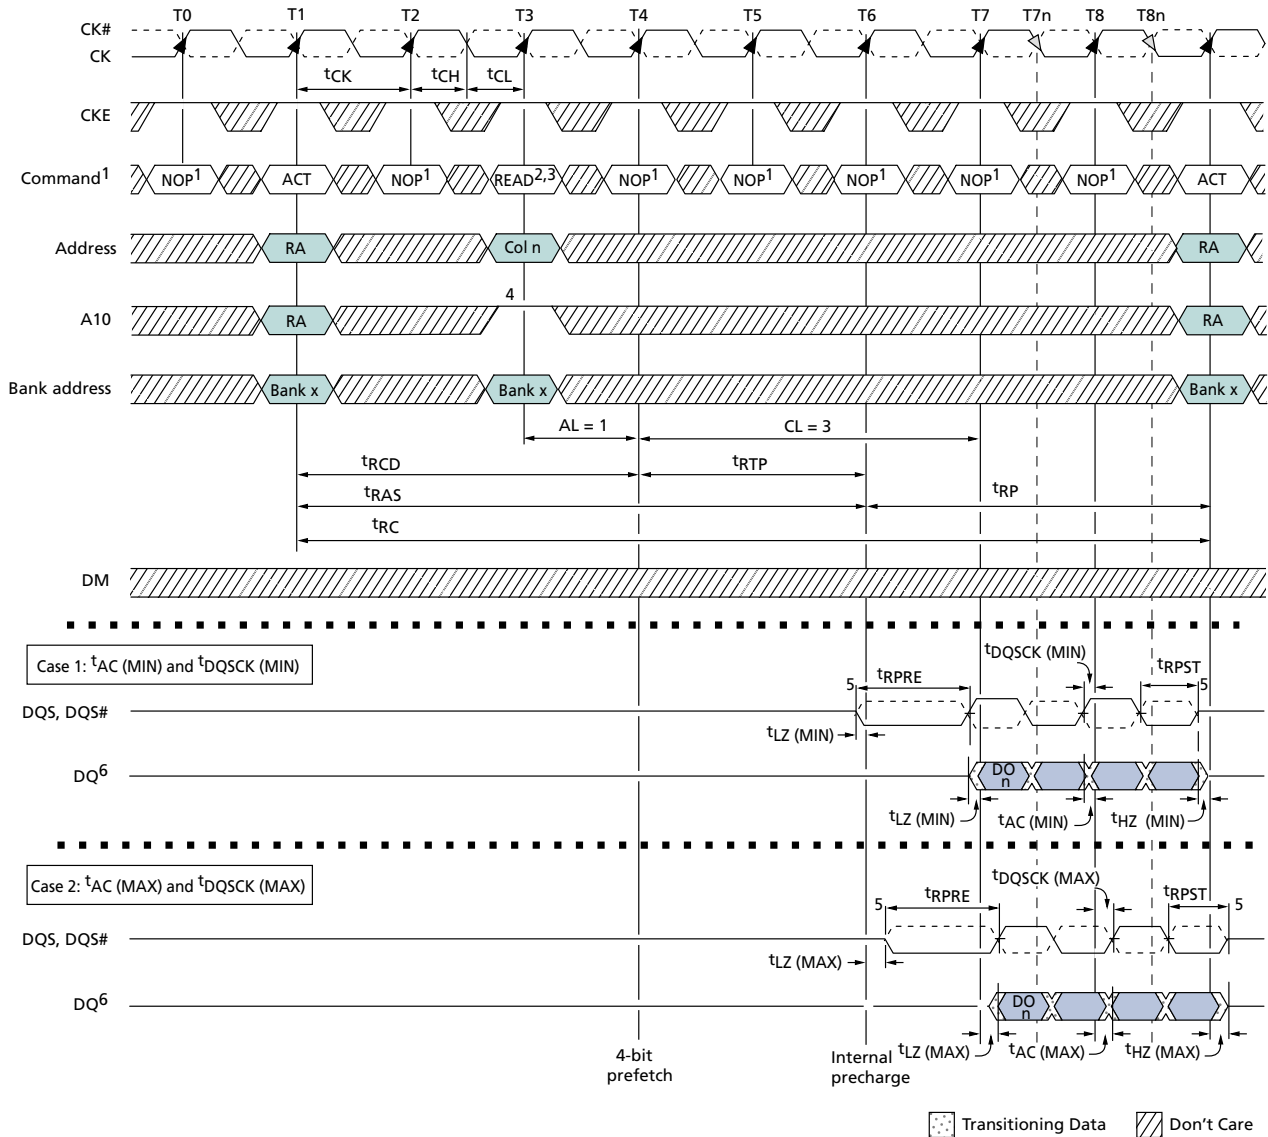 T0 T1 T2 T3 T4 T5 T6 T7 T7n T8 T8n
CK#
CK
tCK tCH tCL
CKE
Command1 NOP1 ACT NOP1 READ2,3 NOP1 NOP1 NOP1 NOP1 NOP1 ACT
Address RA Col n RA
4
A10 RA RA
Bank address Bank x Bank x Bank x
AL = 1 CL = 3
tRCD tRTP
tRAS tRP
tRC
DM
Case 1: tAC (MIN) and tDQSCK (MIN)
tDQSCK (MIN)
5 tRPRE tRPST 5
DQS, DQS#
tLZ (MIN)
DQ6 DO n
tLZ (MIN) tAC (MIN) tHZ (MIN)
Case 2: tAC (MAX) and tDQSCK (MAX)
tDQSCK (MAX)
5 tRPRE tRPST 5
DQS, DQS#
tLZ (MAX)
DQ6 DO n
tLZ (MAX) tAC (MAX) tHZ (MAX)
4-bit
prefetch
Internal
precharge
Transitioning Data Don't Care